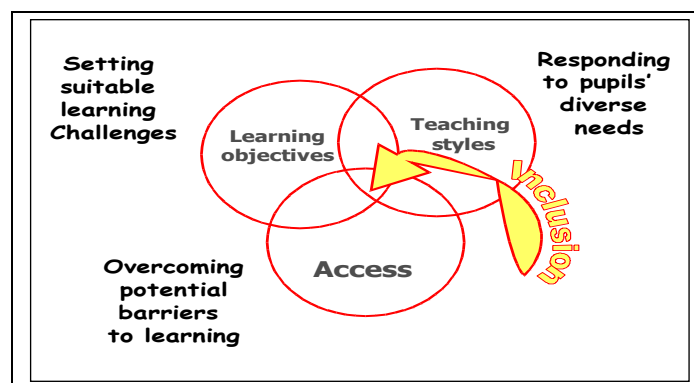 Setting
suitable
learning
Challenges
Responding
to pupils'
diverse
needs
Learning
objectives
Teaching
styles
Inclusion
Access
Overcoming
potential
barriers
to learning